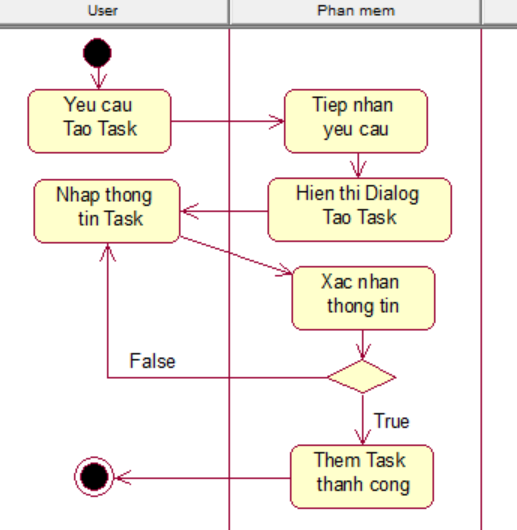 User
Phan mem
Yeu cau
Tao Task
Tiep nhan
yeu cau
Hien thi Dialog
Tao Task
Nhap thong
tin Task
Xac nhan
thong tin
False
True
Them Task
thanh cong